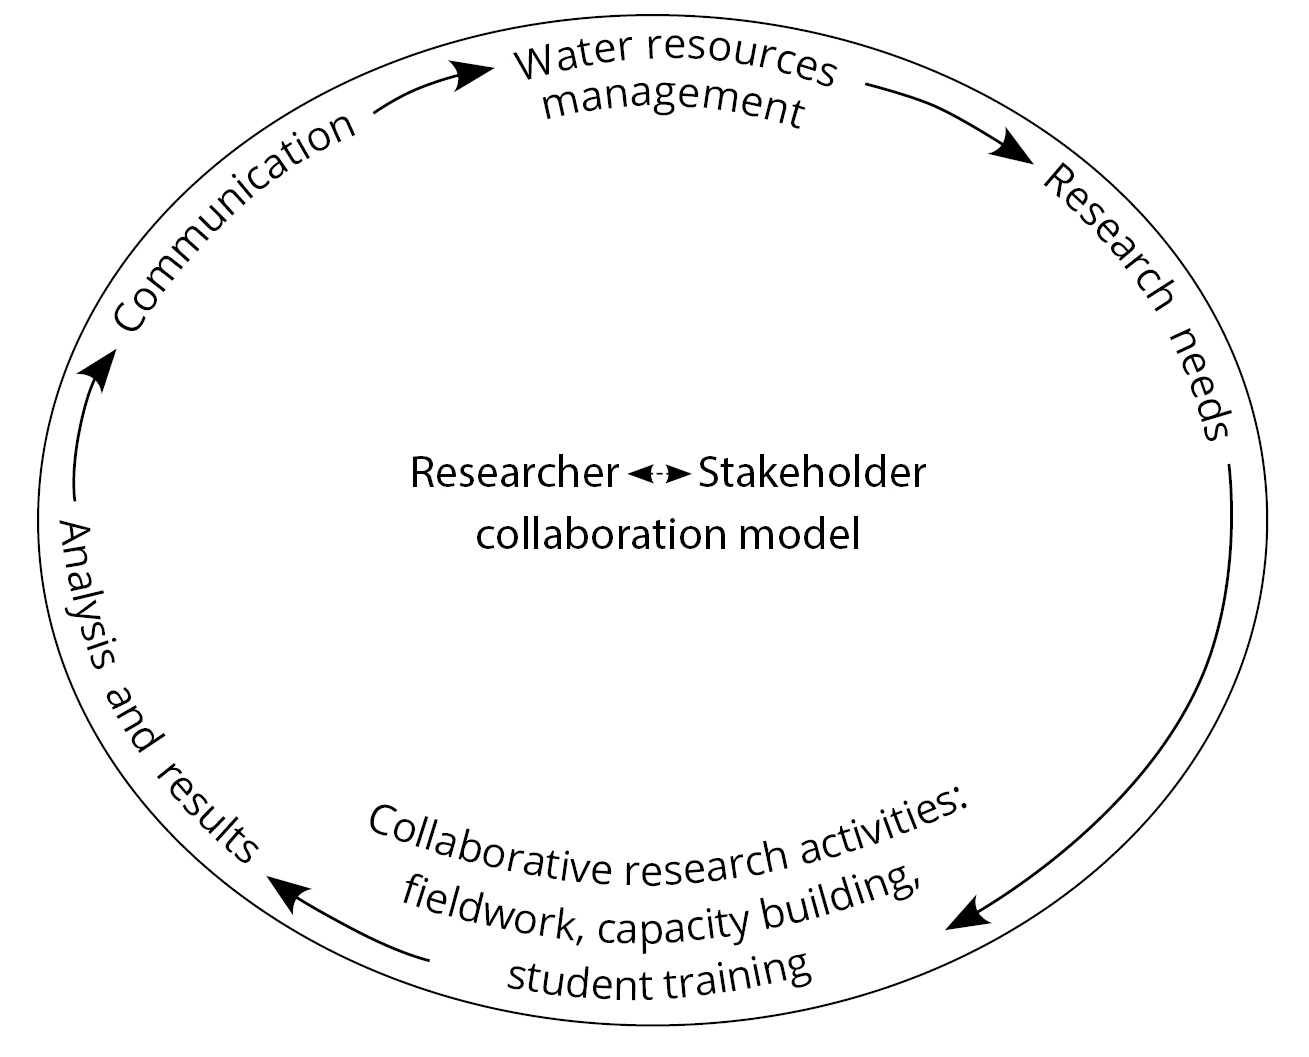 Water resources
management
Research needs
Researcher ◄-►Stakeholder
collaboration model
Collaborative research activities:
fieldwork, capacity building,
student training
Analysis and results
Communication